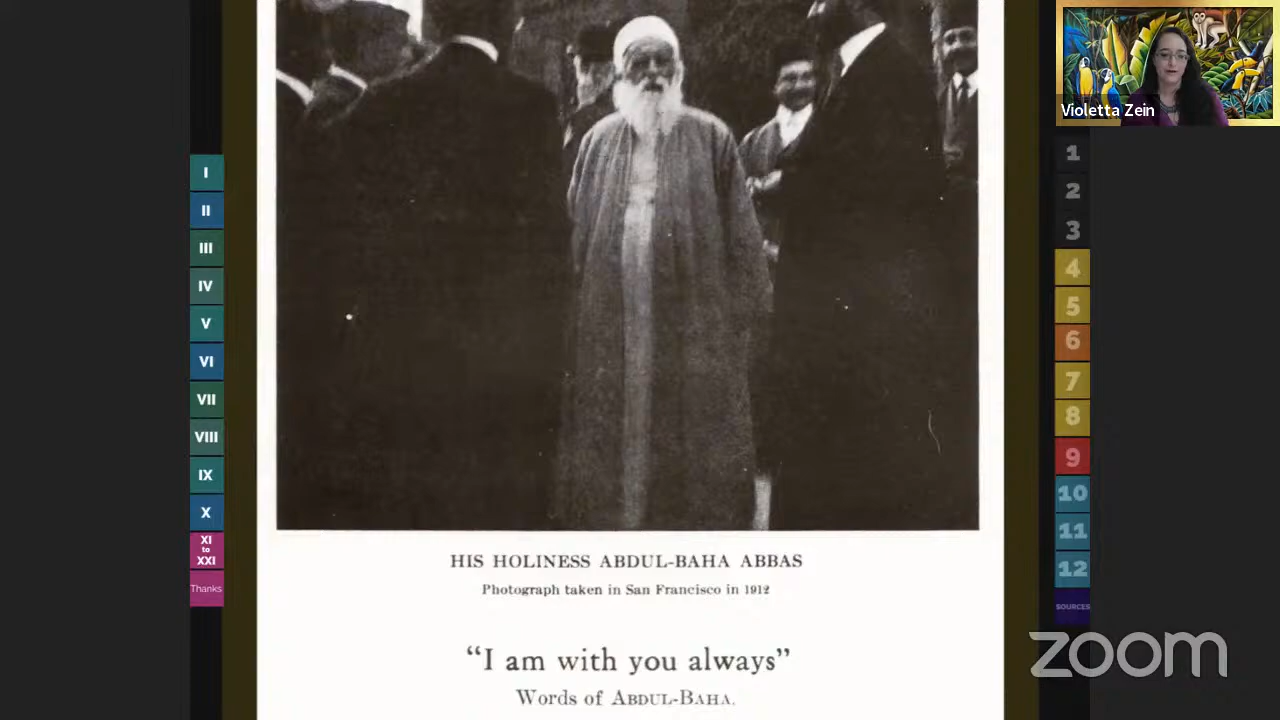 Violetta Zein
I
II
III
IV
V
VI
VII
VIII
IX
X
XI
to
XXI
Thanks
1
2
3
4
5
6
7
8
9
10
11
12
SOURCES
HIS HOLINESS ABDUL-BAHA ABBAS
Photograph taken in San Francisco in 1912
“I am with you always”
Words of ABDUL-BAHA.
zoom